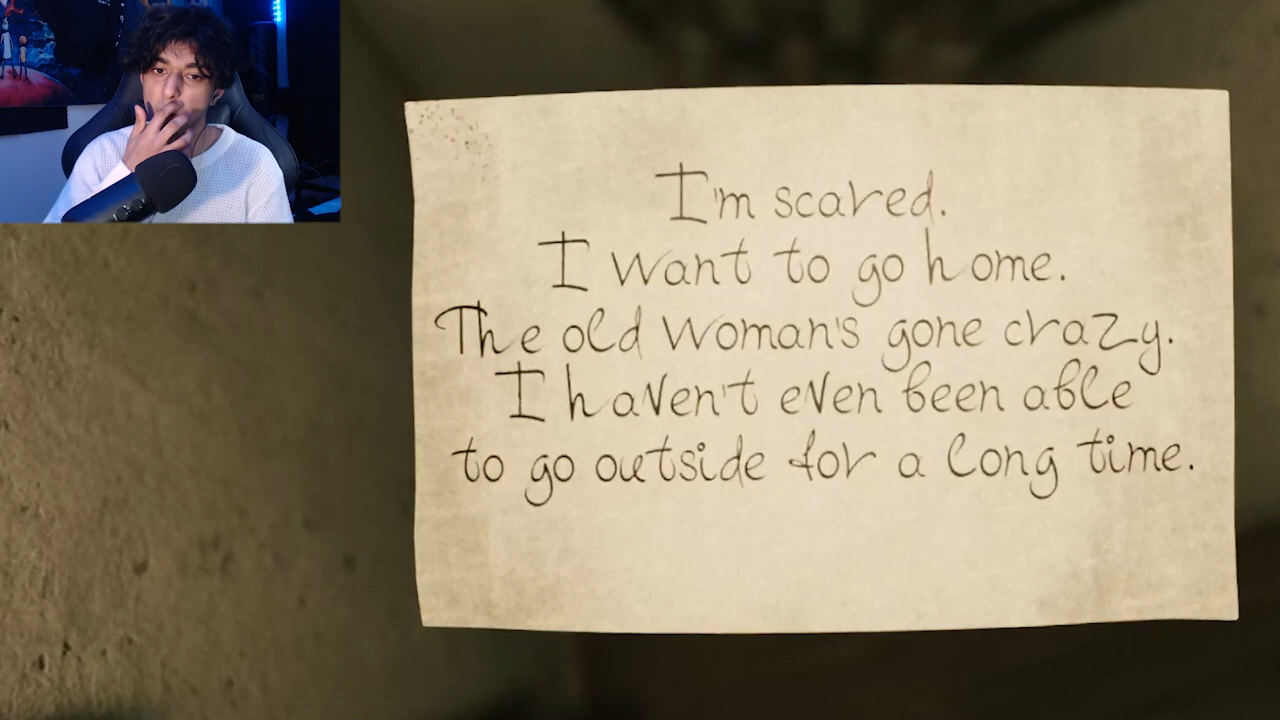 I'm scared.
I want to go home.
The old woman's gone crazy.
I haven't even been able
to go outside for a long time.